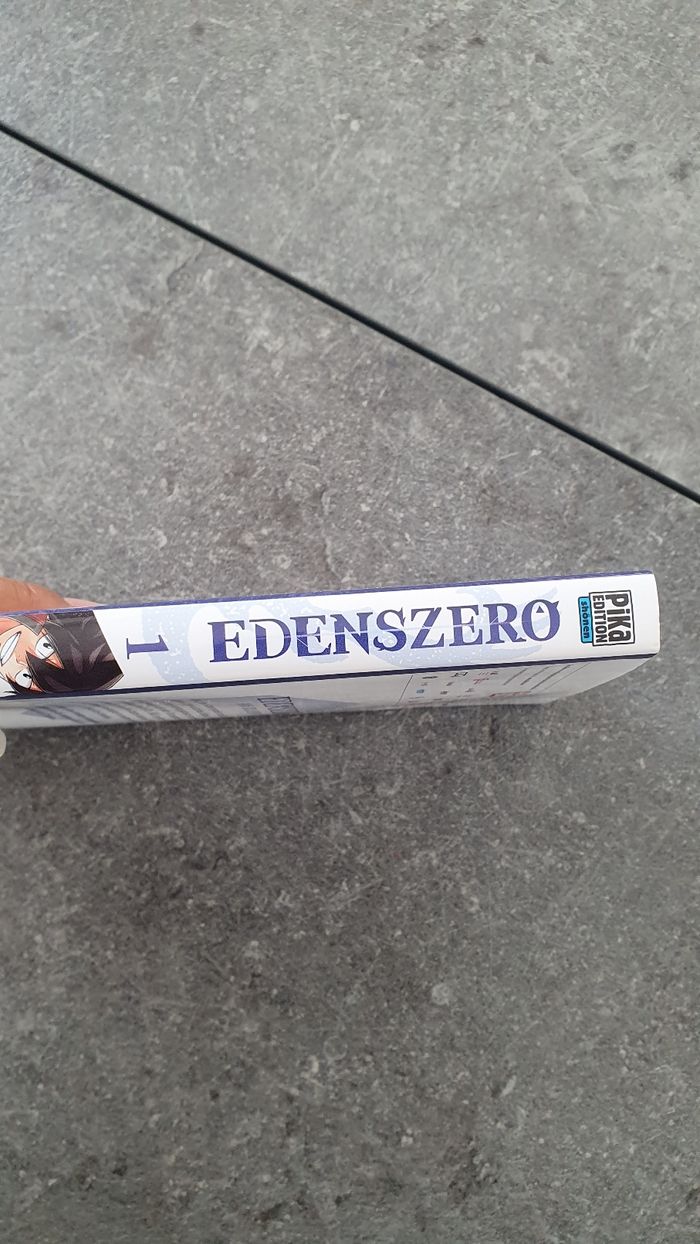 1
EDENSZERO
Pika
EDITION
shonen